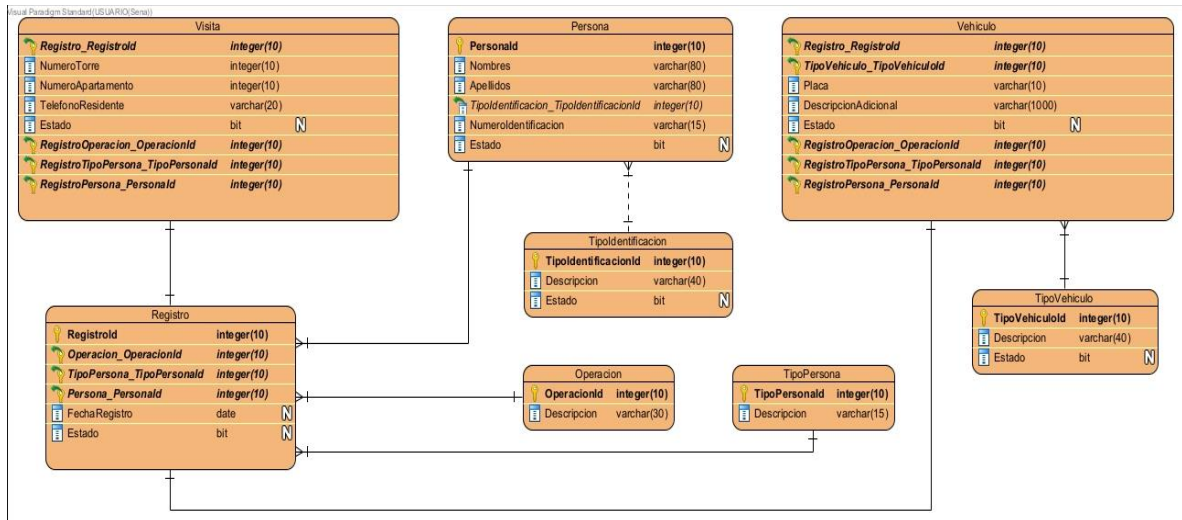 Visual Paradigm Standard(USUARIO(Sena))
Visita
Registro_RegistroId integer(10)
NumeroTorre integer(10)
NumeroApartamento integer(10)
TelefonoResidente varchar(20)
Estado bit N
RegistroOperacion_OperacionId integer(10)
RegistroTipoPersona_TipoPersonaId integer(10)
RegistroPersona_PersonaId integer(10)
Persona
PersonaId integer(10)
Nombres varchar(80)
Apellidos varchar(80)
TipoIdentificacion_TipoIdentificacionId integer(10)
NumeroIdentificacion varchar(15)
Estado bit N
Vehiculo
Registro_RegistroId integer(10)
TipoVehiculo_TipoVehiculoId integer(10)
Placa varchar(10)
DescripcionAdicional varchar(1000)
Estado bit N
RegistroOperacion_OperacionId integer(10)
RegistroTipoPersona_TipoPersonaId integer(10)
RegistroPersona_PersonaId integer(10)
TipoIdentificacion
TipoIdentificacionId integer(10)
Descripcion varchar(40)
Estado bit N
TipoVehiculo
TipoVehiculoId integer(10)
Descripcion varchar(40)
Estado bit N
Registro
RegistroId integer(10)
Operacion_OperacionId integer(10)
TipoPersona_TipoPersonaId integer(10)
Persona_PersonaId integer(10)
FechaRegistro date N
Estado bit N
Operacion
OperacionId integer(10)
Descripcion varchar(30)
TipoPersona
TipoPersonaId integer(10)
Descripcion varchar(15)